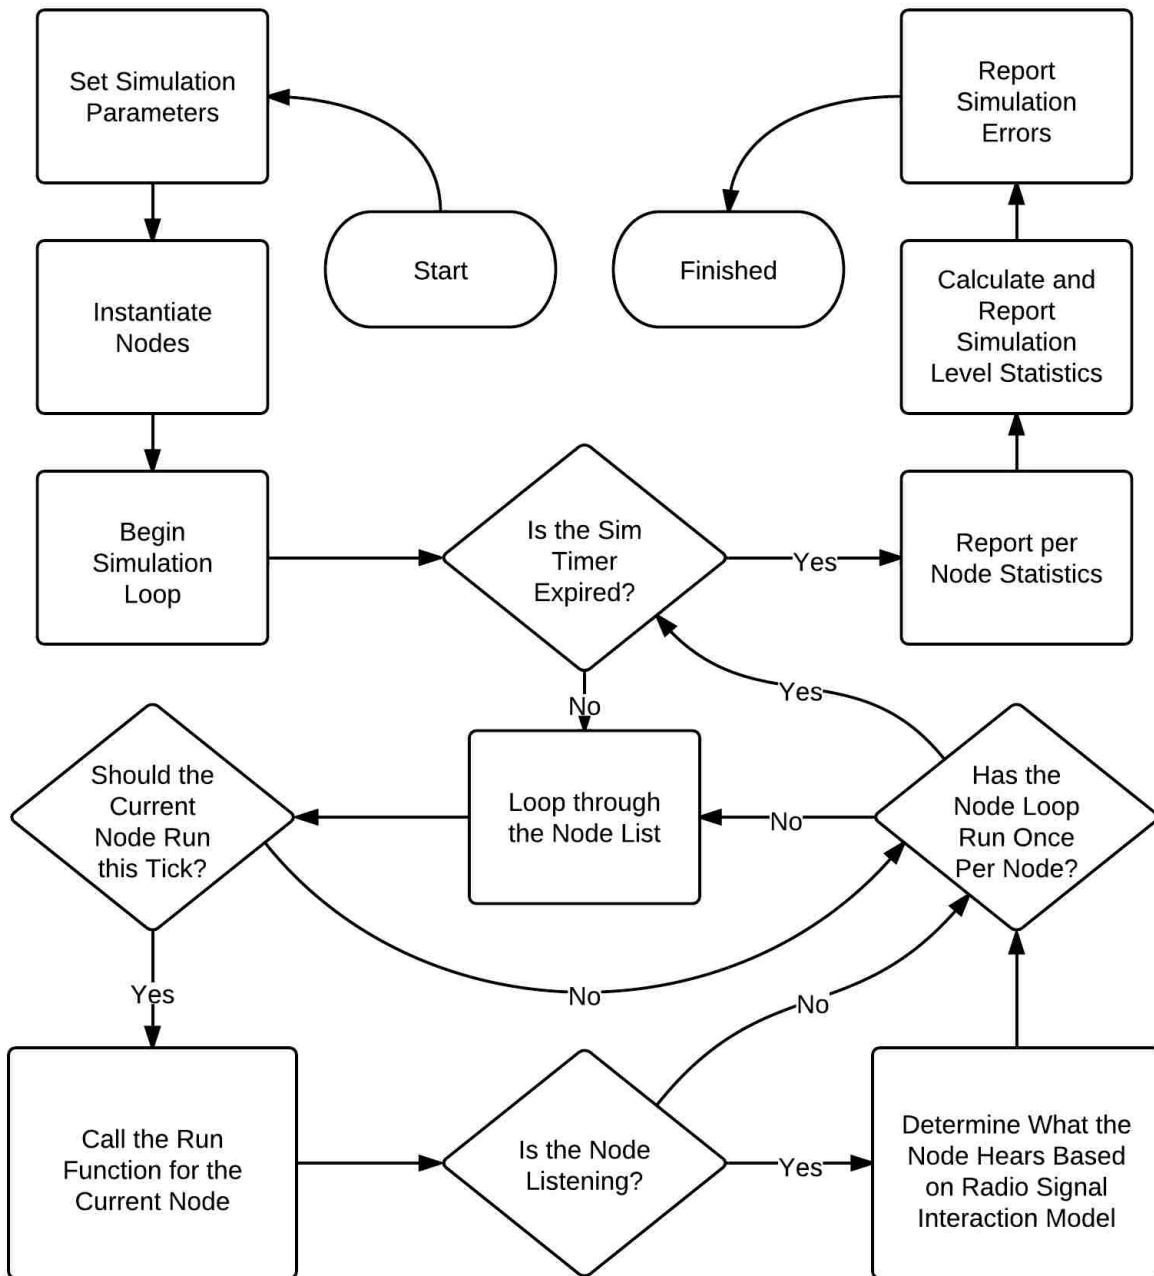 Set Simulation
Parameters
Report
Simulation
Errors
Start
Finished
Instantiate
Nodes
Calculate and
Report
Simulation
Level Statistics
Begin
Simulation
Loop
Is the Sim
Timer
Expired?
Yes
Report per
Node Statistics
No
Yes
Should the
Current
Node Run
this Tick?
Loop through
the Node List
No
Has the
Node Loop
Run Once
Per Node?
Yes
No
No
Call the Run
Function for the
Current Node
Is the Node
Listening?
Yes
Determine What the
Node Hears Based
on Radio Signal
Interaction Model